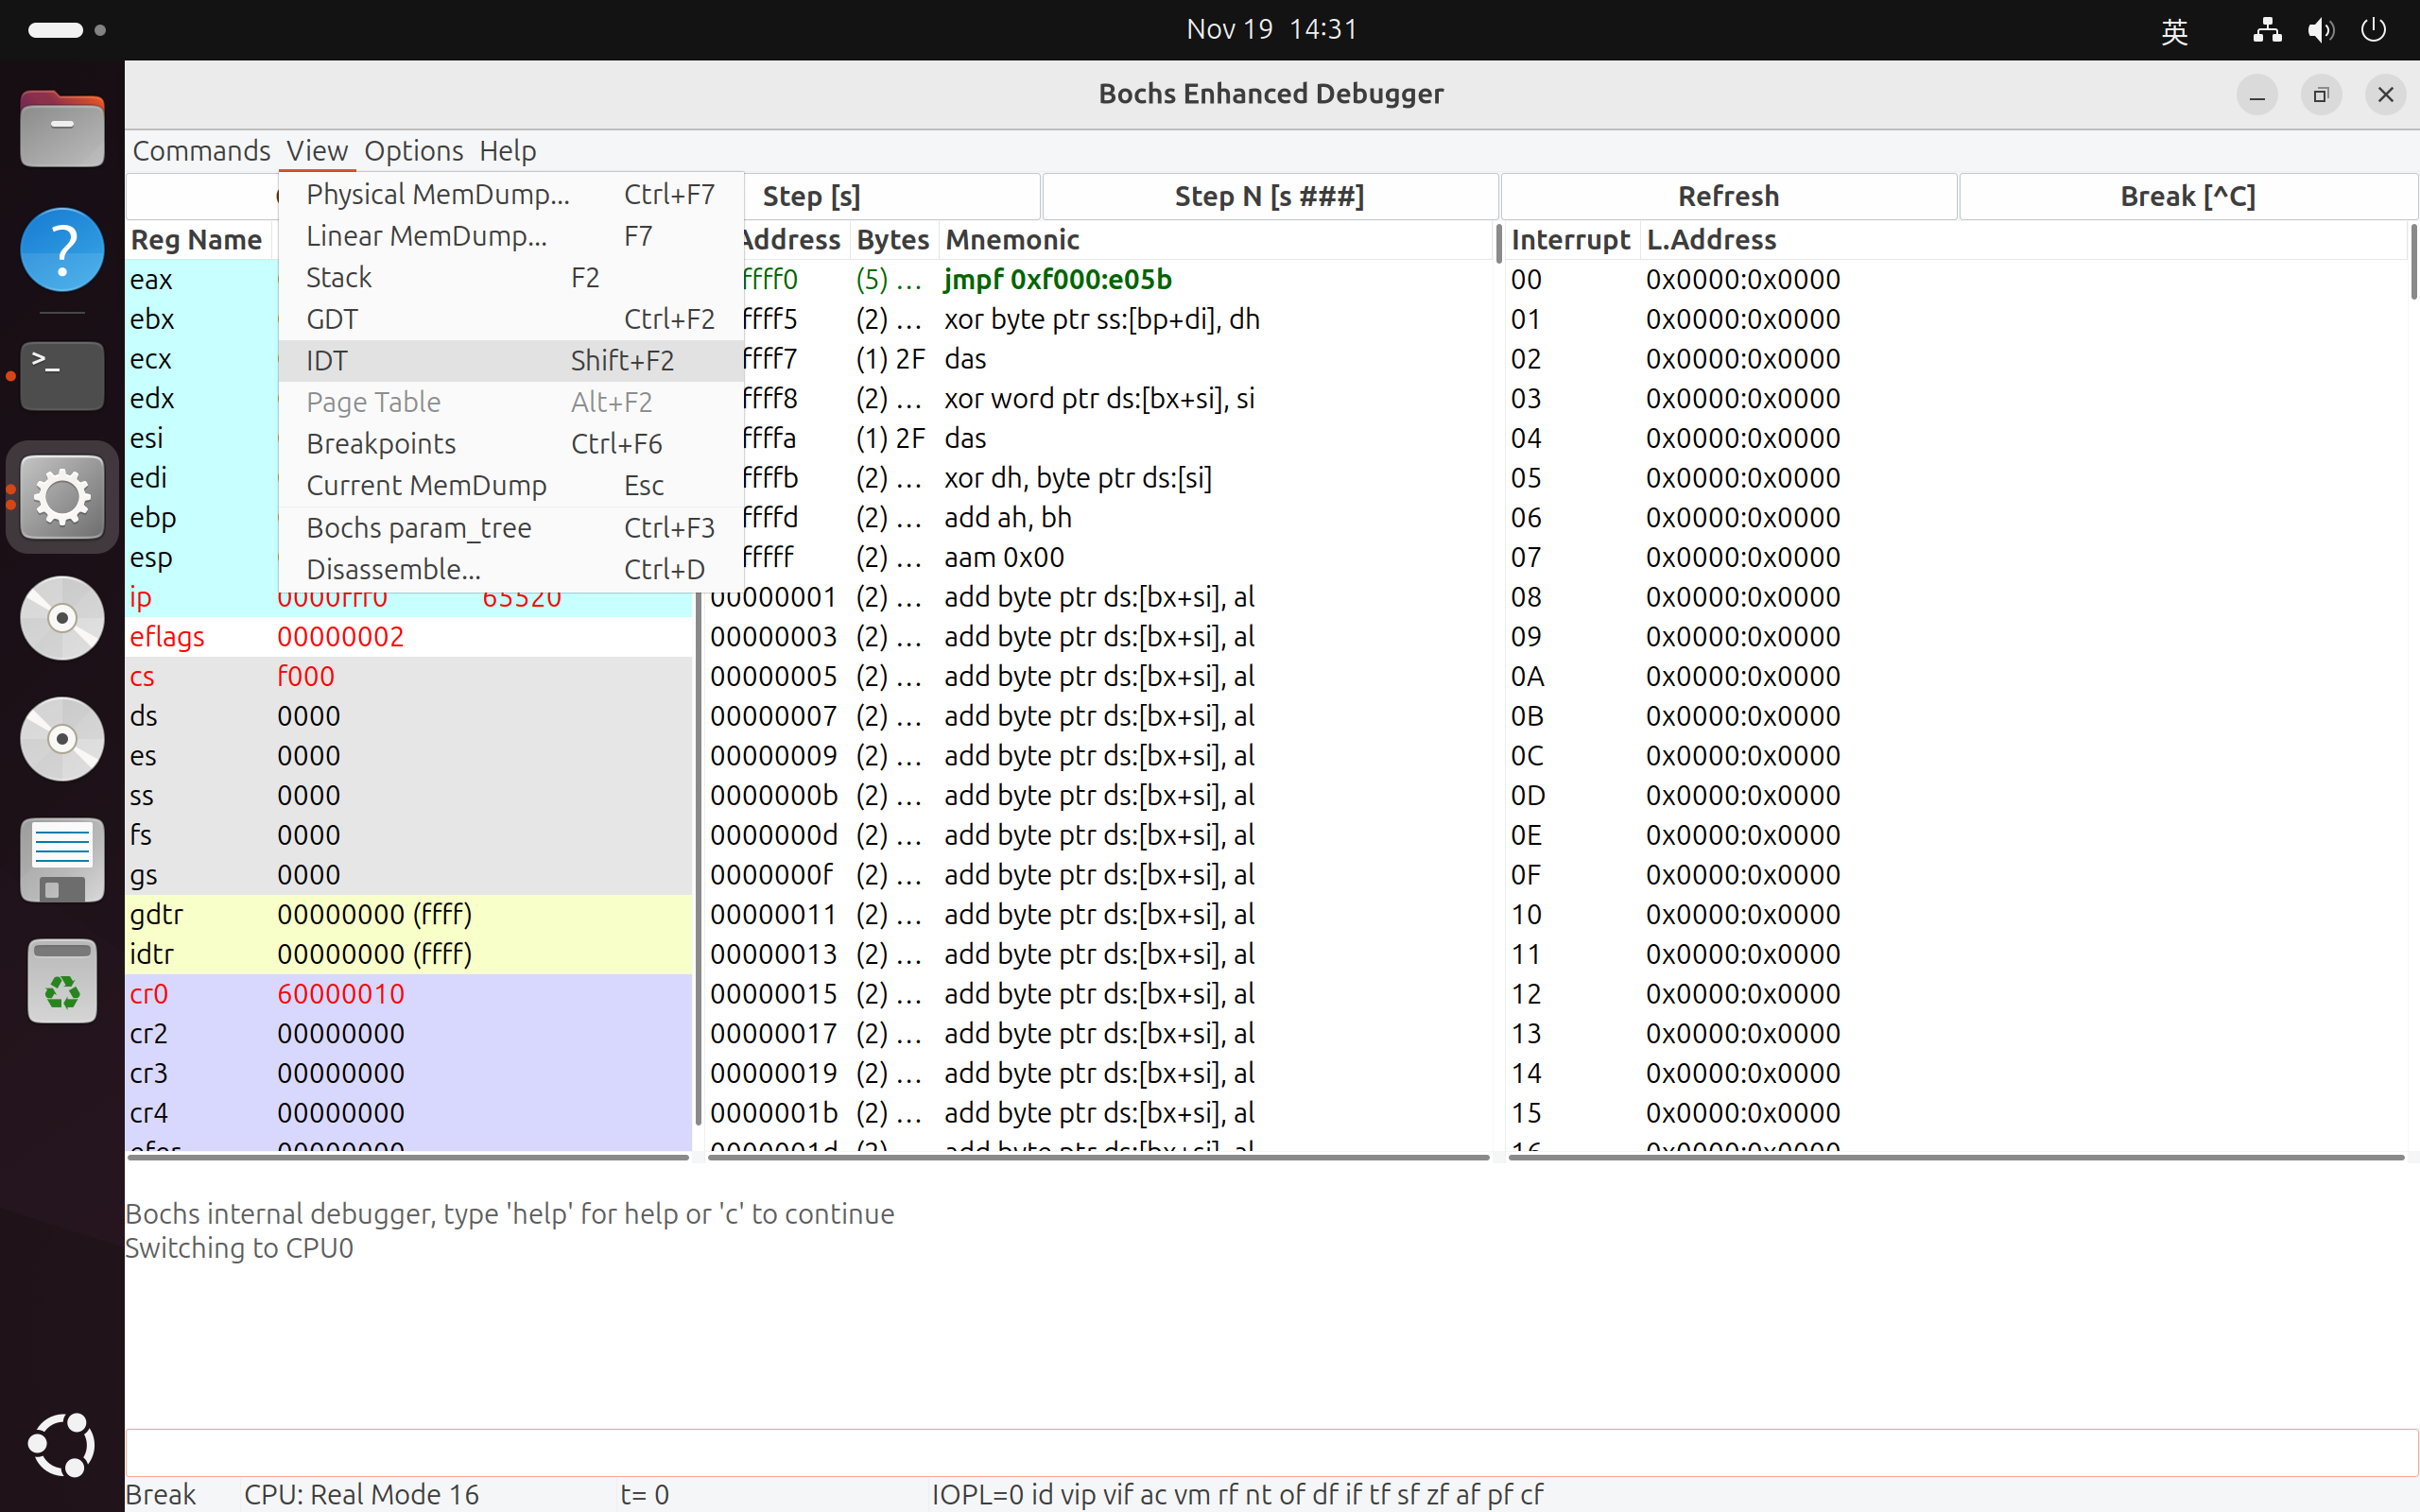 Nov 19 14:31
英
Bochs Enhanced Debugger
Commands View Options Help
Step [s] Step N [s ###] Refresh Break [^C]
Physical MemDump... Ctrl+F7
Linear MemDump... F7
Stack F2
GDT Ctrl+F2
IDT Shift+F2
Page Table Alt+F2
Breakpoints Ctrl+F6
Current MemDump Esc
Bochs param_tree Ctrl+F3
Disassemble... Ctrl+D
Reg Name
eax
ebx
ecx
edx
esi
edi
ebp
esp
ip 0000fff0 65520
eflags 00000002
cs f000
ds 0000
es 0000
ss 0000
fs 0000
gs 0000
gdtr 00000000 (ffff)
idtr 00000000 (ffff)
cr0 60000010
cr2 00000000
cr3 00000000
cr4 00000000
efer 00000000
Address Bytes Mnemonic
ffff0 (5) ... jmpf 0xf000:e05b
ffff5 (2) ... xor byte ptr ss:[bp+di], dh
ffff7 (1) 2F das
ffff8 (2) ... xor word ptr ds:[bx+si], si
ffffa (1) 2F das
ffffb (2) ... xor dh, byte ptr ds:[si]
ffffd (2) ... add ah, bh
fffff (2) ... aam 0x00
00000001 (2) ... add byte ptr ds:[bx+si], al
00000003 (2) ... add byte ptr ds:[bx+si], al
00000005 (2) ... add byte ptr ds:[bx+si], al
00000007 (2) ... add byte ptr ds:[bx+si], al
00000009 (2) ... add byte ptr ds:[bx+si], al
0000000b (2) ... add byte ptr ds:[bx+si], al
0000000d (2) ... add byte ptr ds:[bx+si], al
0000000f (2) ... add byte ptr ds:[bx+si], al
00000011 (2) ... add byte ptr ds:[bx+si], al
00000013 (2) ... add byte ptr ds:[bx+si], al
00000015 (2) ... add byte ptr ds:[bx+si], al
00000017 (2) ... add byte ptr ds:[bx+si], al
00000019 (2) ... add byte ptr ds:[bx+si], al
0000001b (2) ... add byte ptr ds:[bx+si], al
0000001d (2) ... add byte ptr ds:[bx+si], al
Interrupt L.Address
00 0x0000:0x0000
01 0x0000:0x0000
02 0x0000:0x0000
03 0x0000:0x0000
04 0x0000:0x0000
05 0x0000:0x0000
06 0x0000:0x0000
07 0x0000:0x0000
08 0x0000:0x0000
09 0x0000:0x0000
0A 0x0000:0x0000
0B 0x0000:0x0000
0C 0x0000:0x0000
0D 0x0000:0x0000
0E 0x0000:0x0000
0F 0x0000:0x0000
10 0x0000:0x0000
11 0x0000:0x0000
12 0x0000:0x0000
13 0x0000:0x0000
14 0x0000:0x0000
15 0x0000:0x0000
16 0x0000:0x0000
Bochs internal debugger, type 'help' for help or 'c' to continue
Switching to CPU0
Break CPU: Real Mode 16 t= 0 IOPL=0 id vip vif ac vm rf nt of df if tf sf zf af pf cf